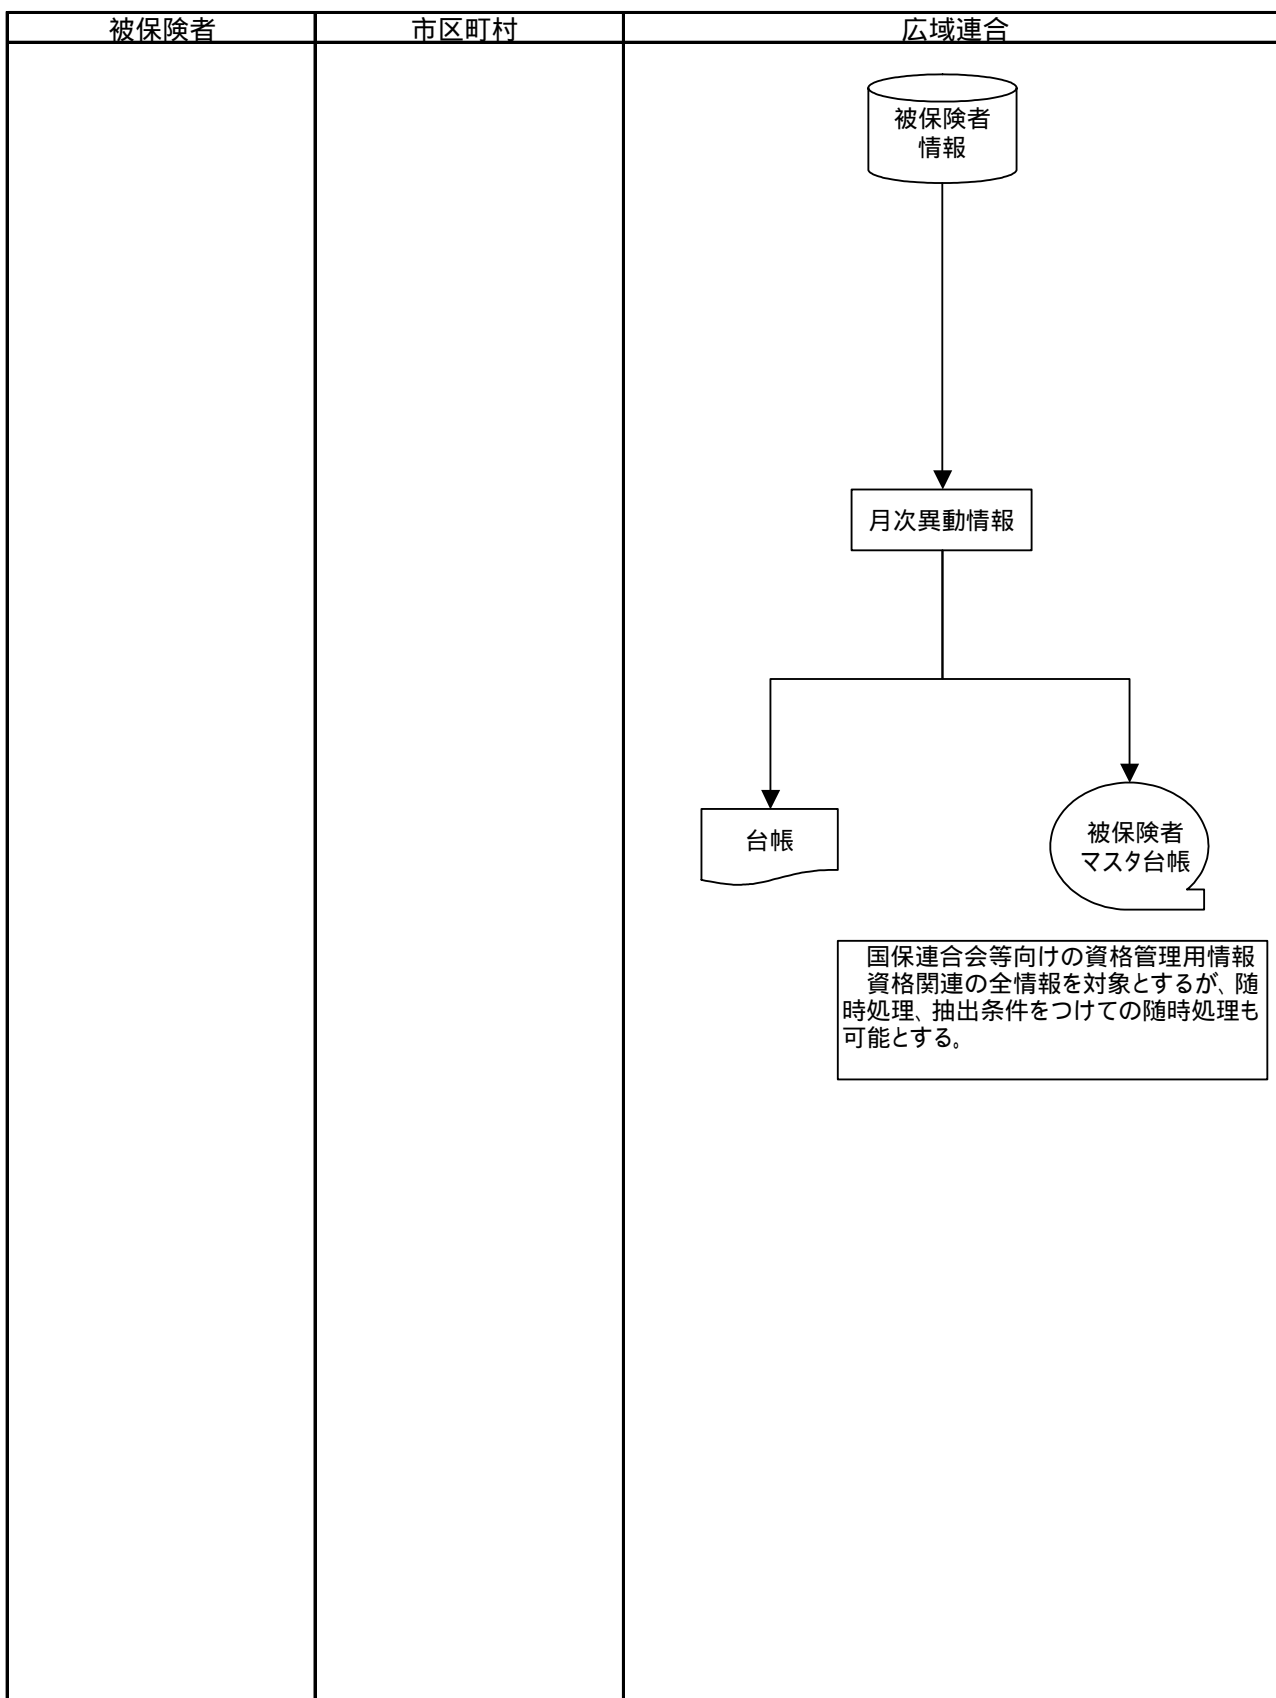 被保険者
市区町村
広域連合
被保険者
情報
月次異動情報
台帳
被保険者
マスタ台帳
国保連合会等向けの資格管理用情報
資格関連の全情報を対象とするが、随
時処理、抽出条件をつけての随時処理も
可能とする。